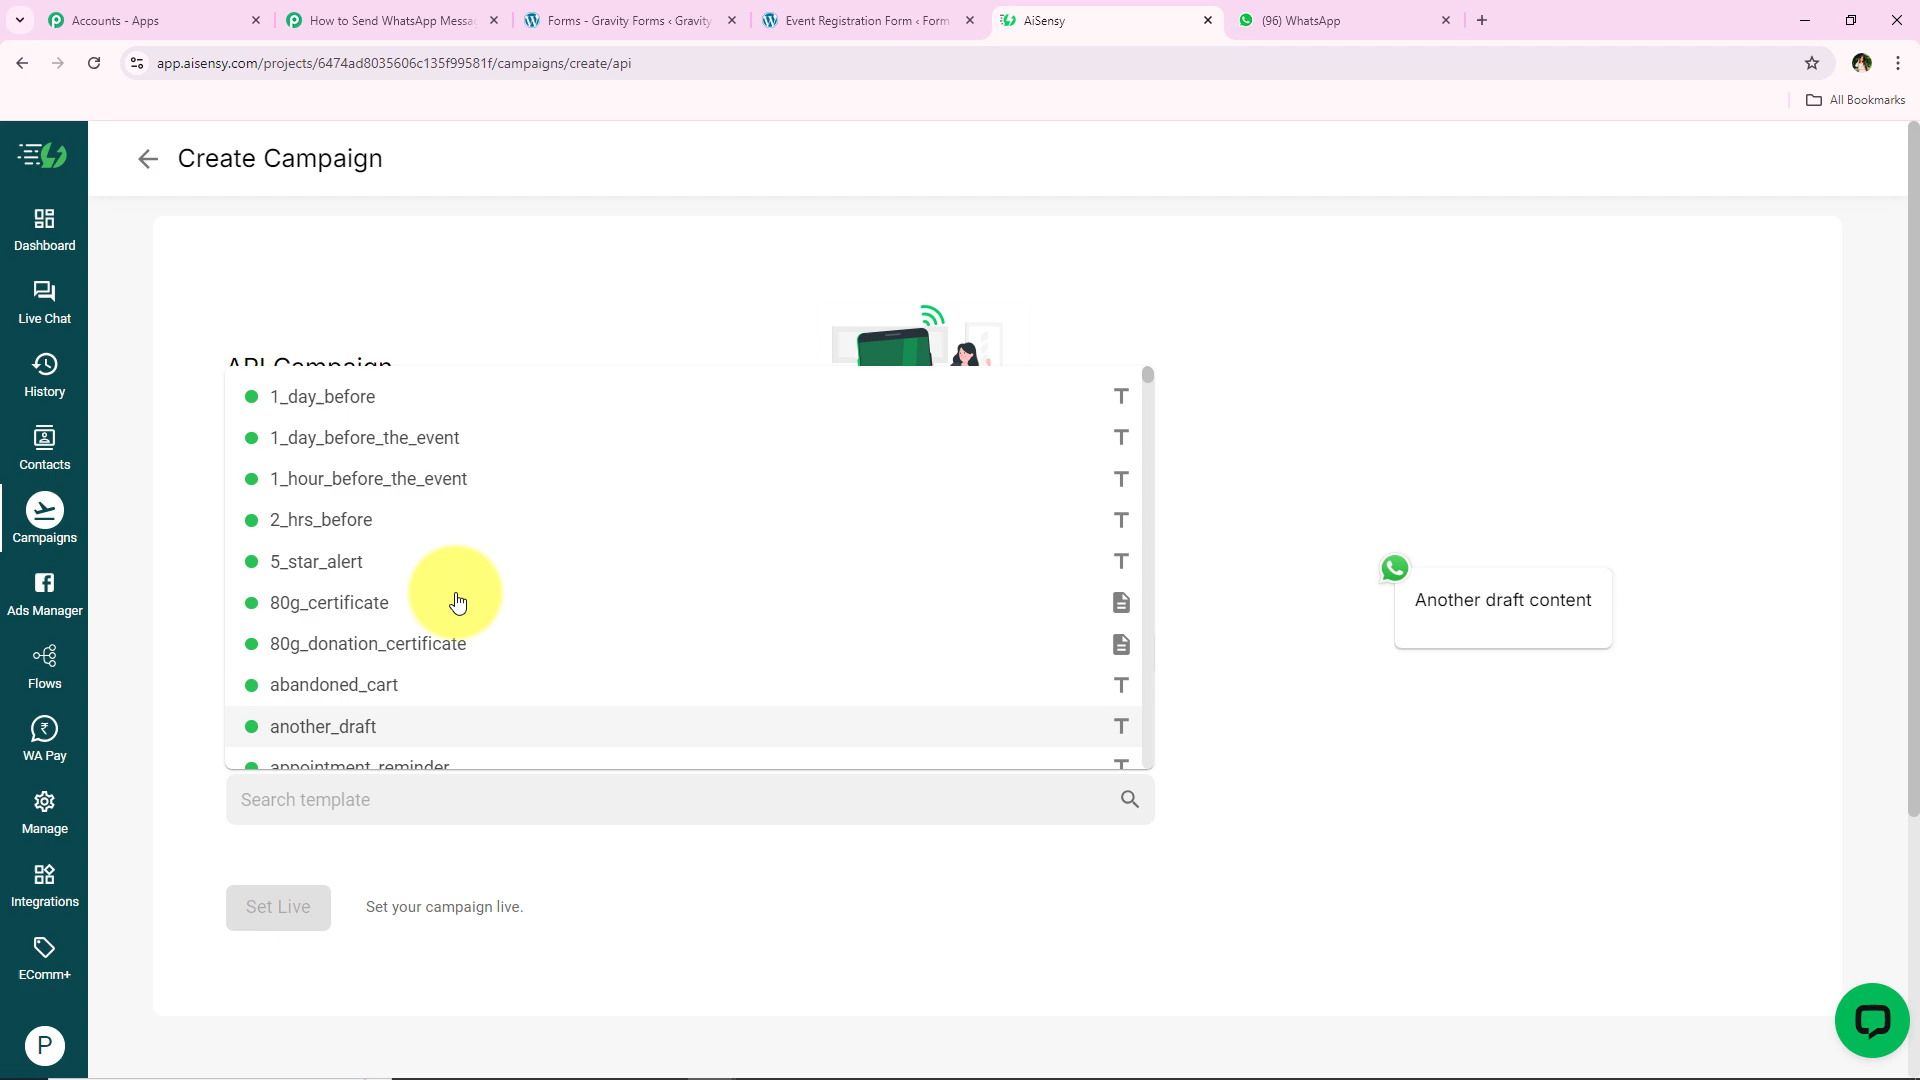 Accounts - Apps
How to Send WhatsApp Messa
Forms - Gravity Forms ‹ Gravity
Event Registration Form ‹ Form
AiSensy
(96) WhatsApp
app.aisensy.com/projects/6474ad8035606c135f99581f/campaigns/create/api
All Bookmarks
Create Campaign
Dashboard
Live Chat
History
Contacts
Campaigns
Ads Manager
Flows
WA Pay
Manage
Integrations
EComm+
P
API Campaign
1_day_before
1_day_before_the_event
1_hour_before_the_event
2_hrs_before
5_star_alert
80g_certificate
80g_donation_certificate
abandoned_cart
another_draft
appointment_reminder
Search template
Set Live
Set your campaign live.
Another draft content